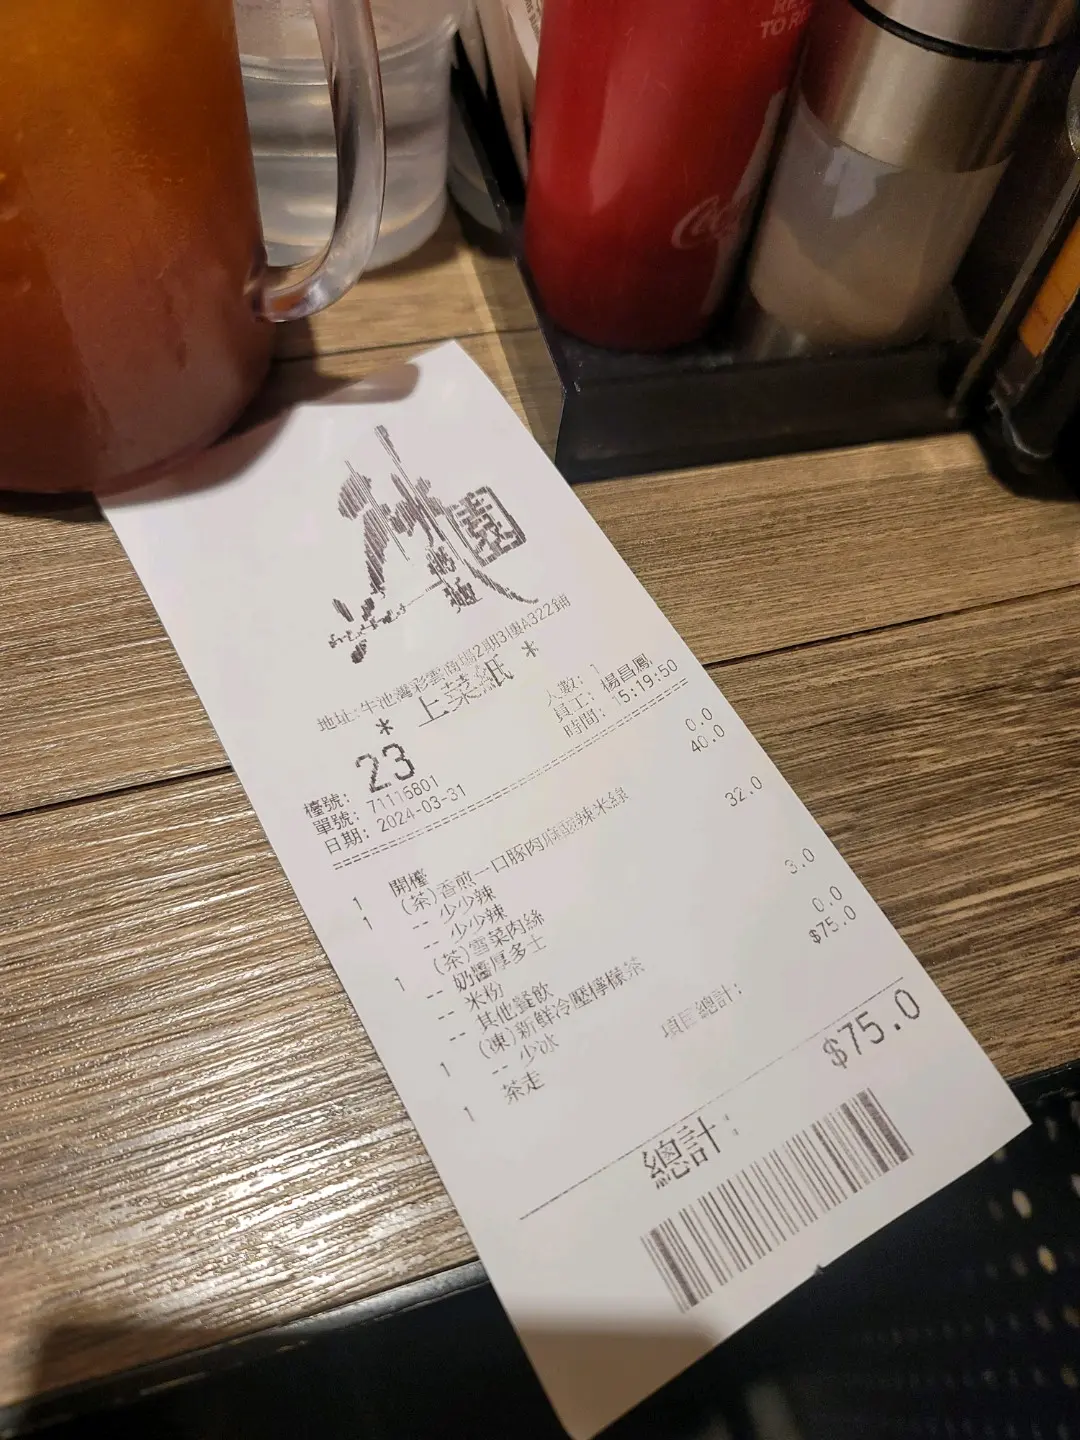 RE
TO RE
Coca
園
地址:牛池灣彩雲商場2期3樓A322鋪
* 上菜紙 *
檯號: 23
人數: 1
單號: 71115801
員工: 楊昌鳳
日期: 2024-03-31
時間: 15:19:50
1 開檯 0.0
1 (茶)香煎一口豚肉麻辣米線 40.0
-- 少少辣
-- 少少辣
1 (茶)雪菜肉絲 32.0
-- 奶醬厚多士
-- 米粉
-- 其他餐飲
1 (凍)新鮮冷壓檸檬茶 3.0
-- 少冰
1 茶走 0.0
項目總計: $75.0
總計: $75.0